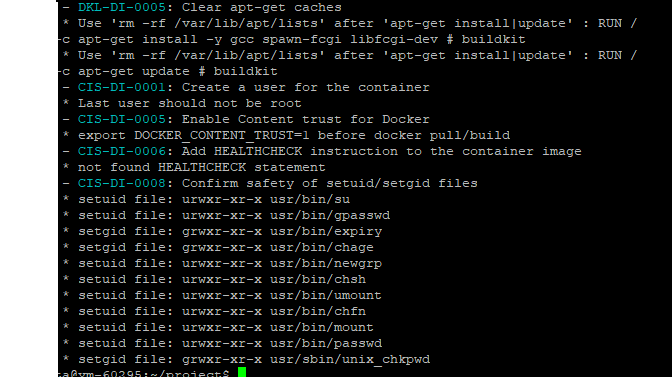 - DKL-DI-0005: Clear apt-get caches
* Use 'rm -rf /var/lib/apt/lists' after 'apt-get install|update' : RUN /
-c apt-get install -y gcc spawn-fcgi libfcgi-dev # buildkit
* Use 'rm -rf /var/lib/apt/lists' after 'apt-get install|update' : RUN /
-c apt-get update # buildkit
- CIS-DI-0001: Create a user for the container
* Last user should not be root
- CIS-DI-0005: Enable Content trust for Docker
* export DOCKER_CONTENT_TRUST=1 before docker pull/build
- CIS-DI-0006: Add HEALTHCHECK instruction to the container image
* not found HEALTHCHECK statement
- CIS-DI-0008: Confirm safety of setuid/setgid files
* setuid file: urwxr-xr-x usr/bin/su
* setuid file: urwxr-xr-x usr/bin/gpasswd
* setgid file: grwxr-xr-x usr/bin/expiry
* setgid file: grwxr-xr-x usr/bin/chage
* setuid file: urwxr-xr-x usr/bin/newgrp
* setuid file: urwxr-xr-x usr/bin/chsh
* setuid file: urwxr-xr-x usr/bin/umount
* setuid file: urwxr-xr-x usr/bin/chfn
* setuid file: urwxr-xr-x usr/bin/mount
* setuid file: urwxr-xr-x usr/bin/passwd
* setgid file: grwxr-xr-x usr/sbin/unix_chkpwd
ta@vm-60295:~/project$